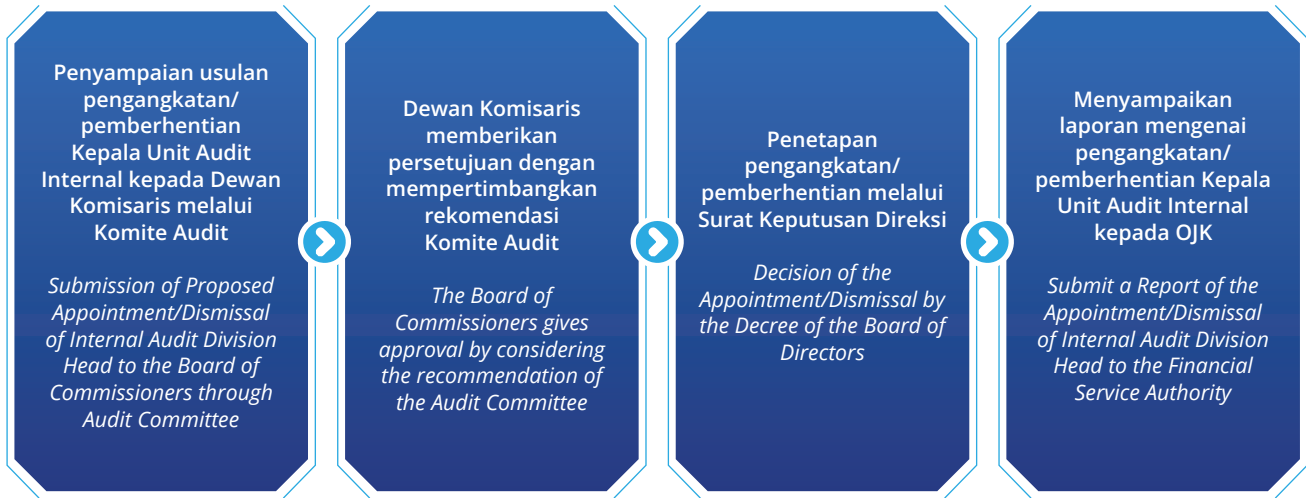 Penyampaian usulan
pengangkatan/
pemberhentian
Kepala Unit Audit
Internal kepada Dewan
Komisaris melalui
Komite Audit
Submission of Proposed
Appointment/Dismissal
of Internal Audit Division
Head to the Board of
Commissioners through
Audit Committee
Dewan Komisaris
memberikan
persetujuan dengan
mempertimbangkan
rekomendasi
Komite Audit
The Board of
Commissioners gives
approval by considering
the recommendation of
the Audit Committee
Penetapan
pengangkatan/
pemberhentian melalui
Surat Keputusan Direksi
Decision of the
Appointment/Dismissal by
the Decree of the Board of
Directors
Menyampaikan
laporan mengenai
pengangkatan/
pemberhentian Kepala
Unit Audit Internal
kepada OJK
Submit a Report of the
Appointment/Dismissal
of Internal Audit Division
Head to the Financial
Service Authority